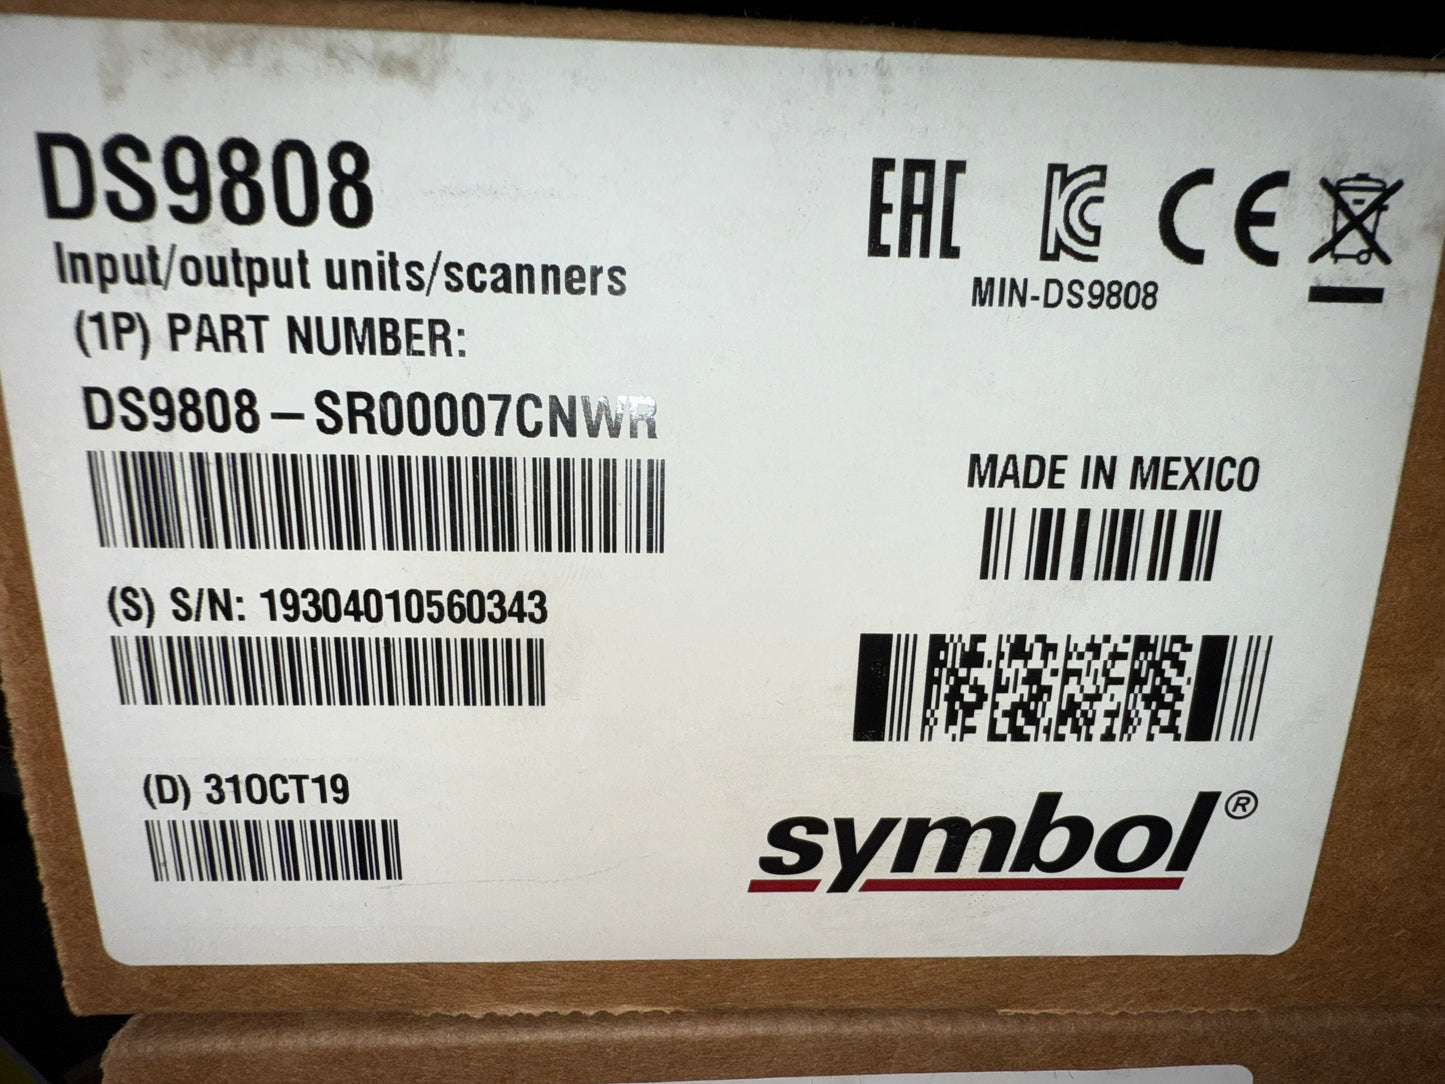 DS9808
Input/output units/scanners
(1P) PART NUMBER:
DS9808-SR00007CNWR
(S) S/N: 19304010560343
(D) 31OCT19
EAC KC CE
MIN-DS9808
MADE IN MEXICO
symbol®